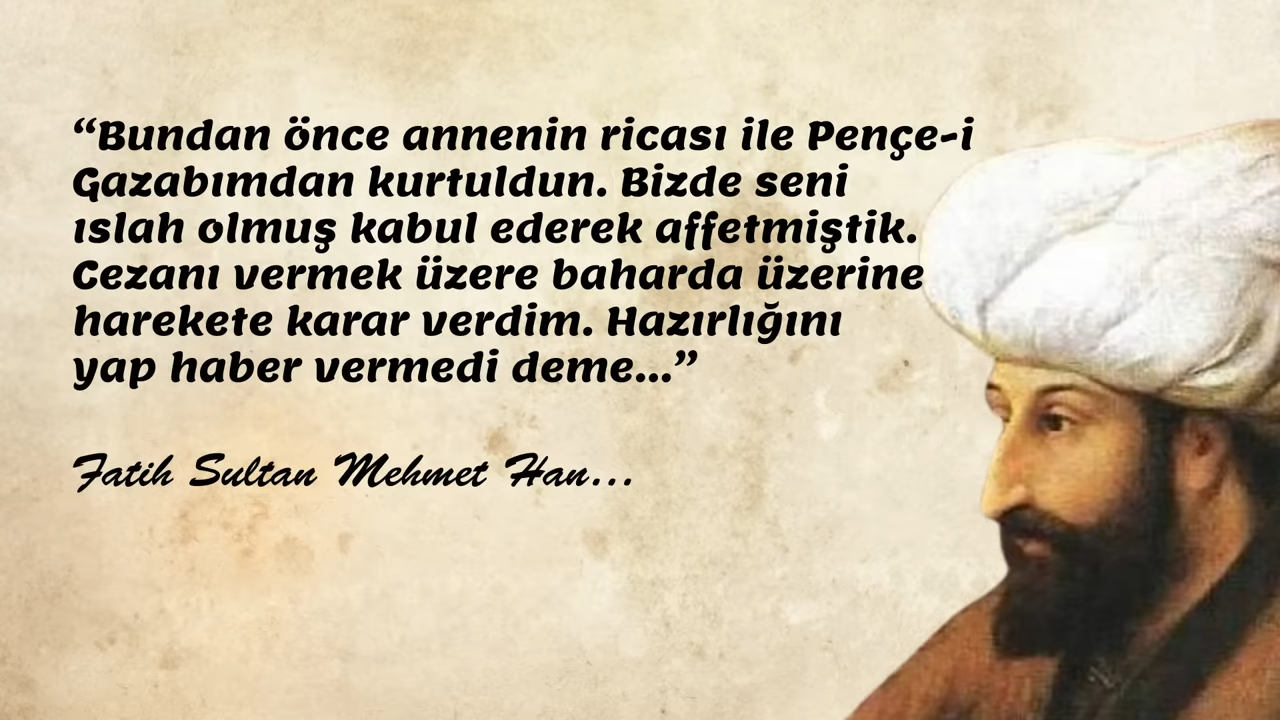 “Bundan önce annenin ricası ile Pençe-i
Gazabımdan kurtuldun. Bizde seni
ıslah olmuş kabul ederek affetmiştik.
Cezanı vermek üzere baharda üzerine
harekete karar verdim. Hazırlığını
yap haber vermedi deme...”
Fatih Sultan Mehmet Han...